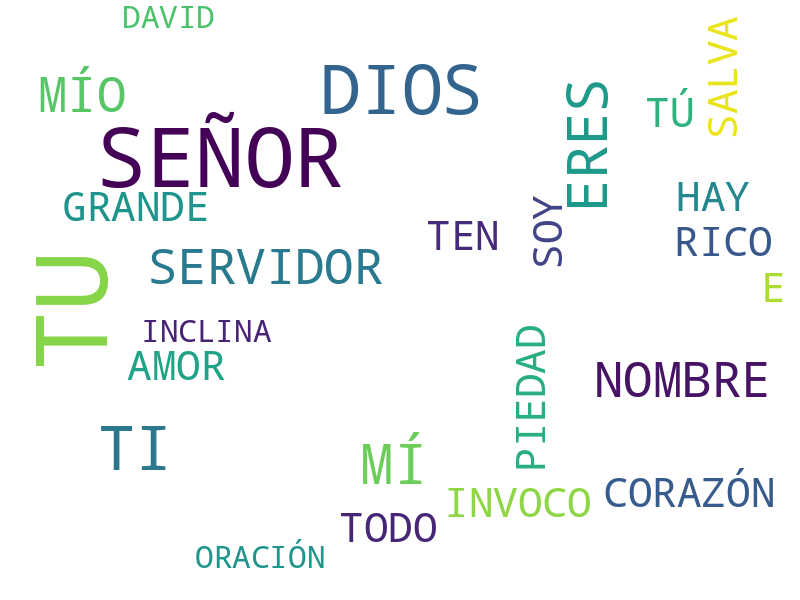 DAVID
SALVA
MÍO
DIOS
ERES
TÚ
SEÑOR
GRANDE
HAY
TEN
SOY
RICO
SERVIDOR
TU
E
INCLINA
AMOR
PIEDAD
NOMBRE
TI
MÍ
INVOCO
CORAZÓN
TODO
ORACIÓN